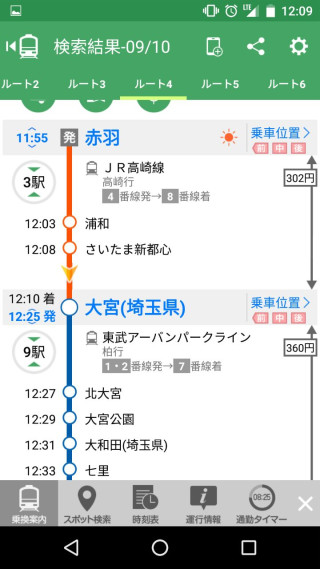 12:09
検索結果-09/10
ルート2 ルート3 ルート4 ルート5 ルート6
11:55 発 赤羽 乗車位置
前 中 後
3駅 ＪＲ高崎線 302円
高崎行
4番線発→8番線着
12:03 浦和
12:08 さいたま新都心
12:10 着
12:25 発 大宮(埼玉県) 乗車位置
前 中 後
9駅 東武アーバンパークライン 360円
柏行
1・2番線発→7番線着
12:27 北大宮
12:29 大宮公園
12:31 大和田(埼玉県)
12:33 七里
08:25
乗換案内 スポット検索 時刻表 運行情報 通勤タイマー